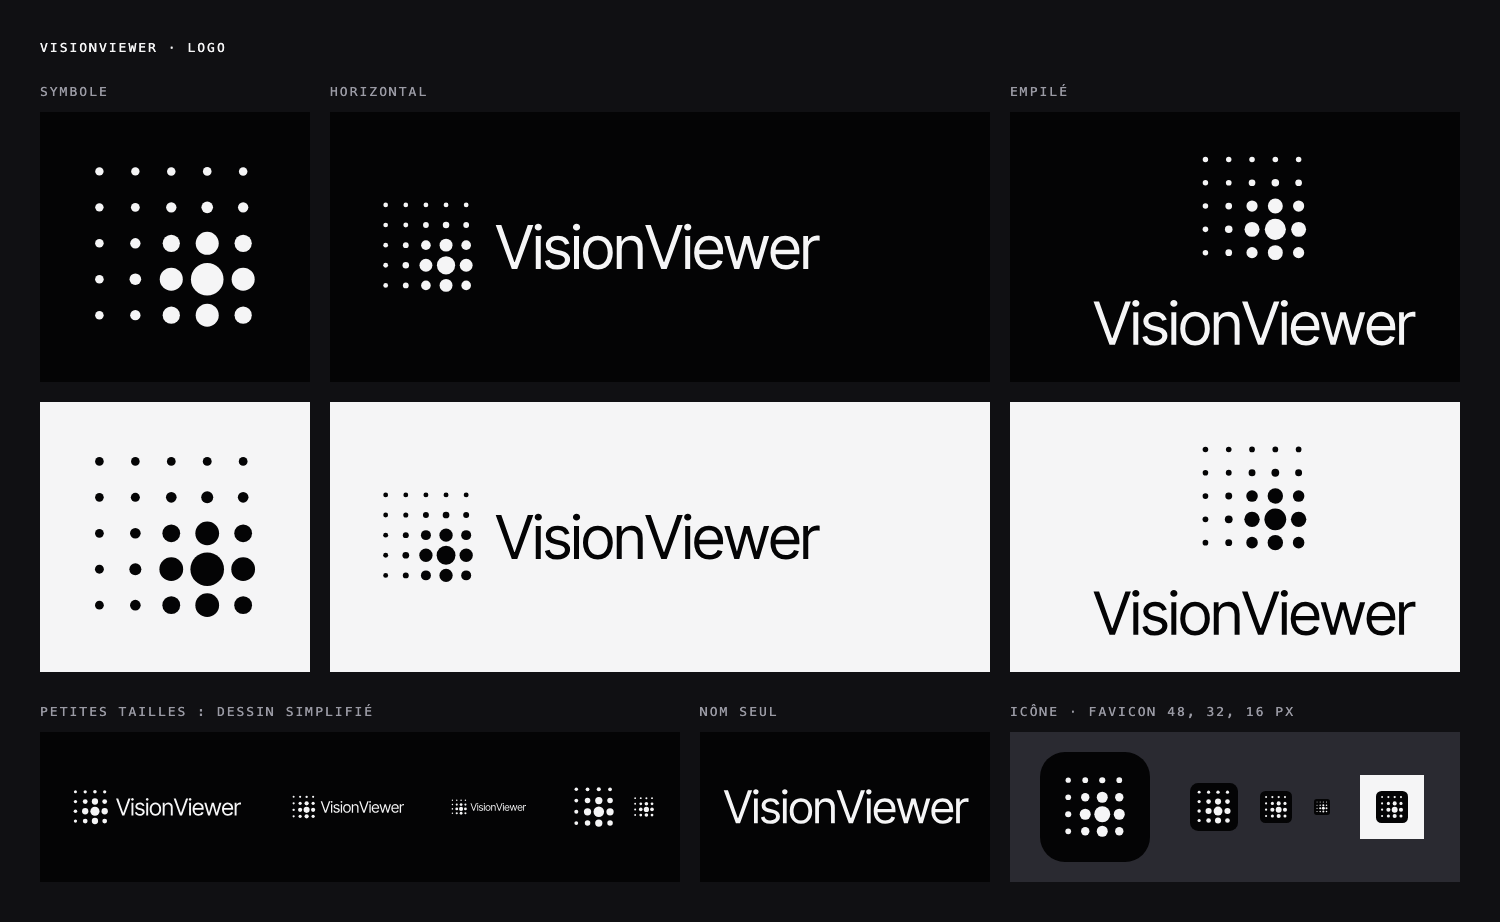 VISIONVIEWER · LOGO
SYMBOLE
HORIZONTAL
EMPILÉ
VisionViewer
VisionViewer
VisionViewer
VisionViewer
PETITES TAILLES : DESSIN SIMPLIFIÉ
NOM SEUL
ICÔNE · FAVICON 48, 32, 16 PX
VisionViewer
VisionViewer
VisionViewer
VisionViewer